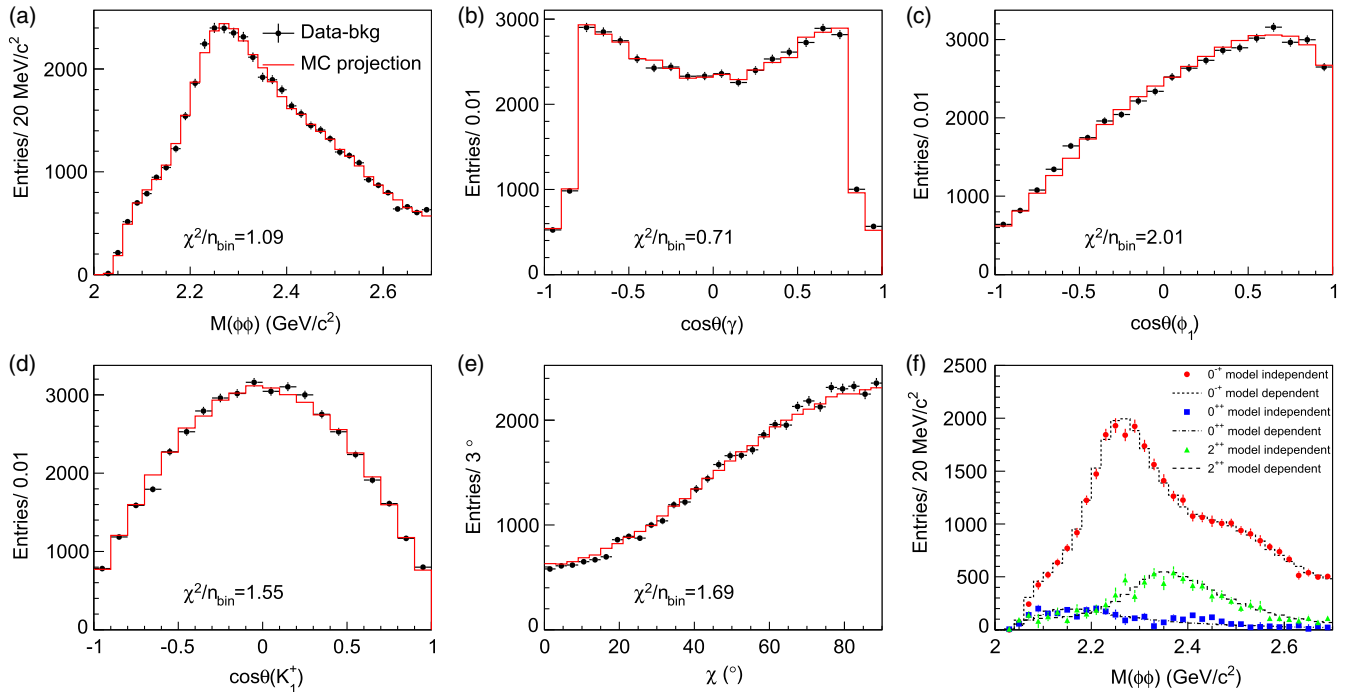 (a)
Entries/ 20 MeV/c²
2000
1000
0
Data-bkg
MC projection
χ²/n_bin=1.09
2 2.2 2.4 2.6
M(ϕϕ) (GeV/c²)
(b)
Entries/ 0.01
3000
2000
1000
0
χ²/n_bin=0.71
-1 -0.5 0 0.5 1
cosθ(γ)
(c)
Entries/ 0.01
3000
2000
1000
0
χ²/n_bin=2.01
-1 -0.5 0 0.5 1
cosθ(ϕ₁)
(d)
Entries/ 0.01
3000
2000
1000
0
χ²/n_bin=1.55
-1 -0.5 0 0.5 1
cosθ(K₁⁺)
(e)
Entries/ 3 °
3000
2000
1000
0
χ²/n_bin=1.69
0 20 40 60 80
χ (°)
(f)
Entries/ 20 MeV/c²
2500
2000
1500
1000
500
0
0⁻⁺ model independent
0⁻⁺ model dependent
0⁺⁺ model independent
0⁺⁺ model dependent
2⁺⁺ model independent
2⁺⁺ model dependent
2 2.2 2.4 2.6
M(ϕϕ) (GeV/c²)